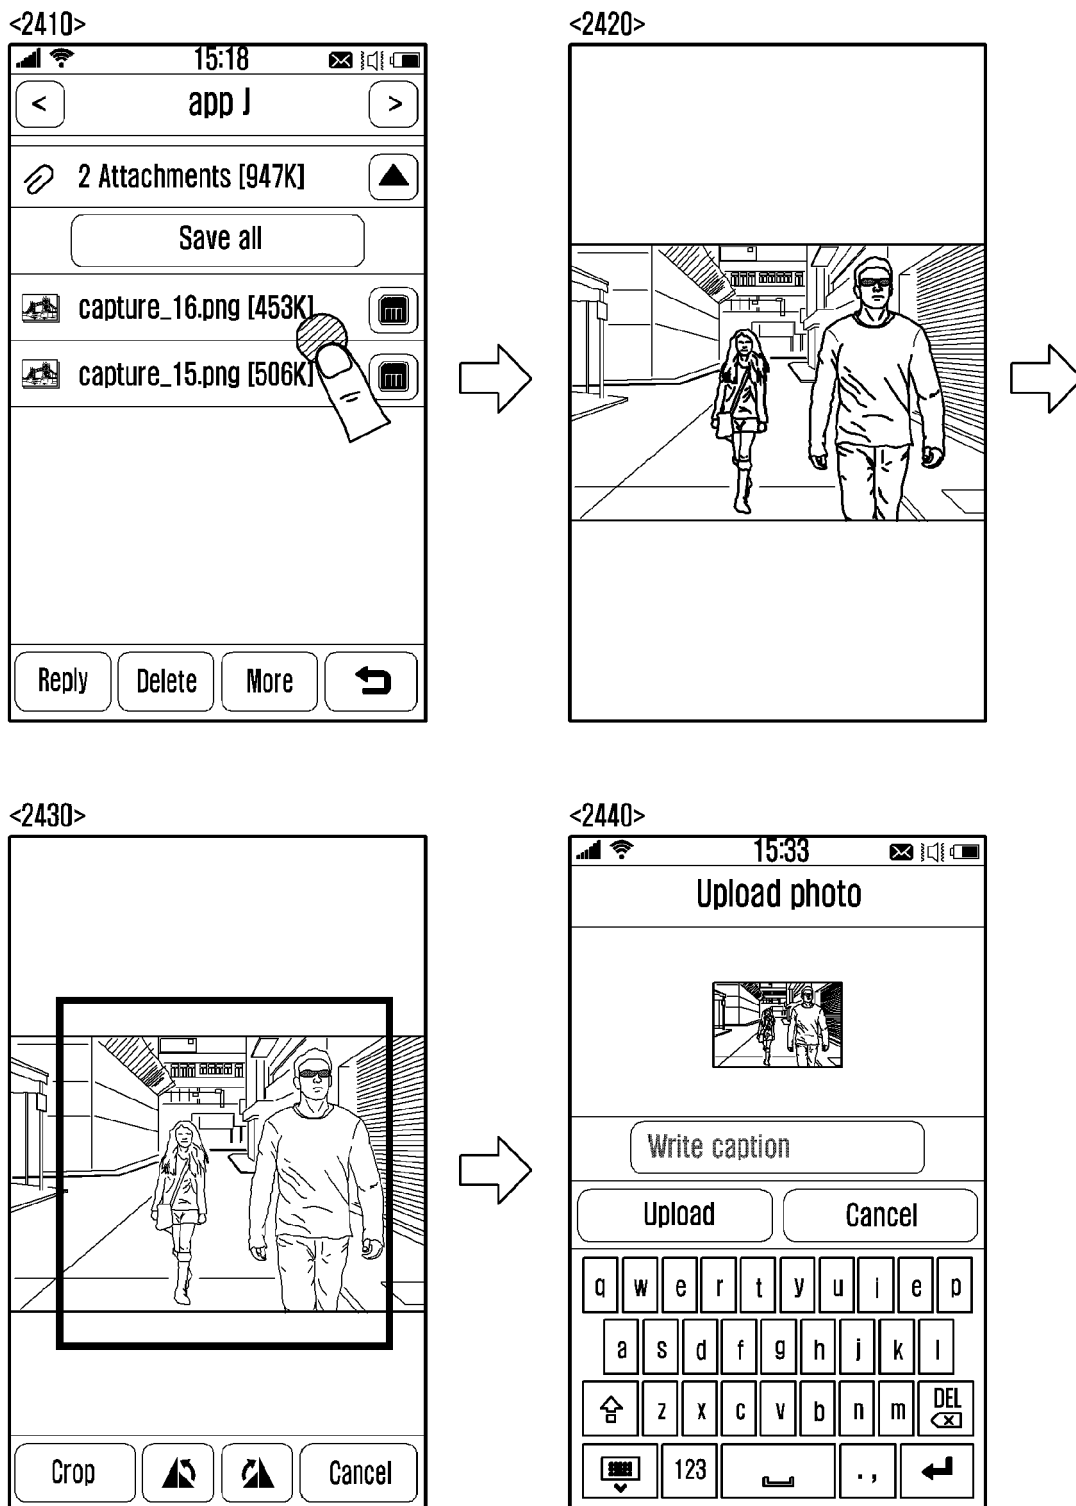 <2410>
15:18
<
app J
>
2 Attachments [947K]
Save all
capture_16.png [453K]
capture_15.png [506K]
Reply
Delete
More
<2420>
<2430>
Crop
Cancel
<2440>
15:33
Upload photo
Write caption
Upload
Cancel
q w e r t y u i e p
a s d f g h j k l
z x c v b n m DEL
123 . ,